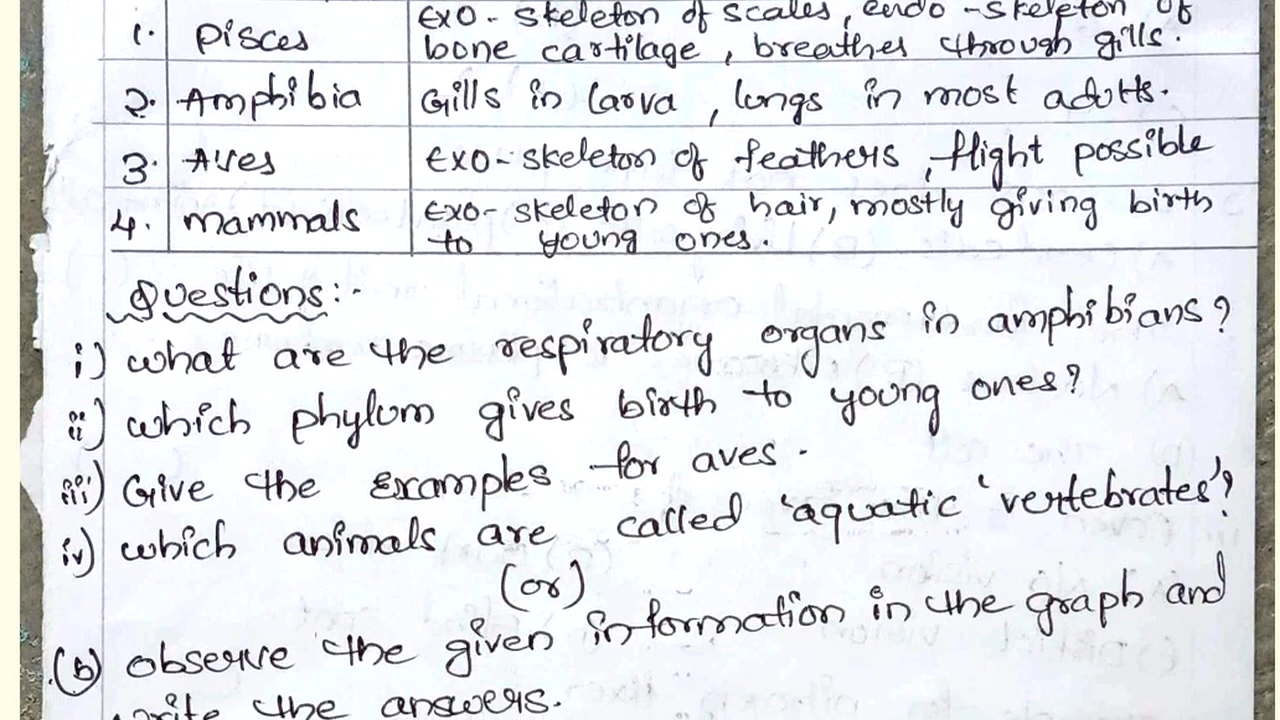 1. Pisces Exo-skeleton of scales, endo-skeleton of
bone cartilage, breathes through gills.
2. Amphibia Gills in larva, lungs in most adults.
3. Aves Exo-skeleton of feathers, flight possible
4. Mammals Exo-skeleton of hair, mostly giving birth
to young ones.
Questions:-
i) what are the respiratory organs in amphibians?
ii) which phylum gives birth to young ones?
iii) Give the examples for aves.
iv) which animals are called 'aquatic 'vertebrates'?
(or)
(b) observe the given information in the graph and
write the answers.